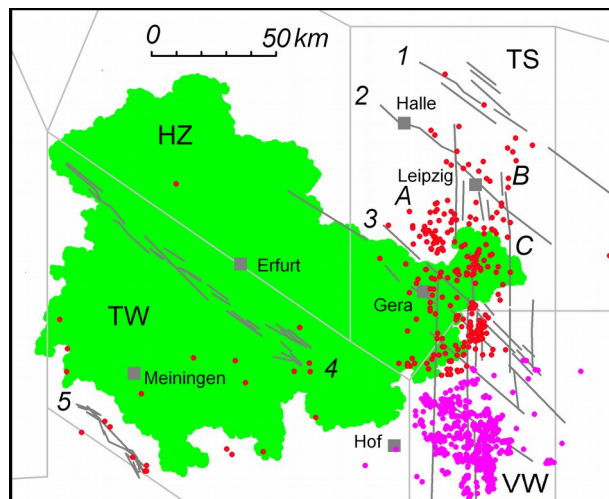 0 50 km
1
TS
2
Halle
HZ
Leipzig
B
A
3
C
Erfurt
Gera
TW
4
Meiningen
5
Hof
VW